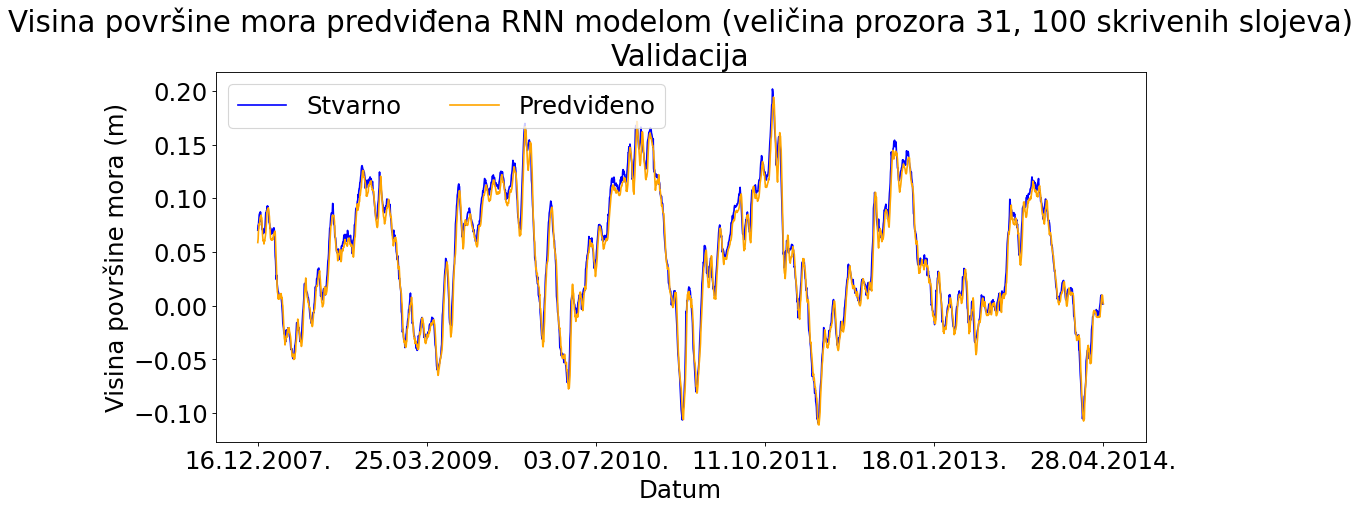 Visina površine mora predviđena RNN modelom (veličina prozora 31, 100 skrivenih slojeva)
Validacija
Stvarno Predviđeno
Visina površine mora (m)
0.20
0.15
0.10
0.05
0.00
−0.05
−0.10
16.12.2007. 25.03.2009. 03.07.2010. 11.10.2011. 18.01.2013. 28.04.2014.
Datum